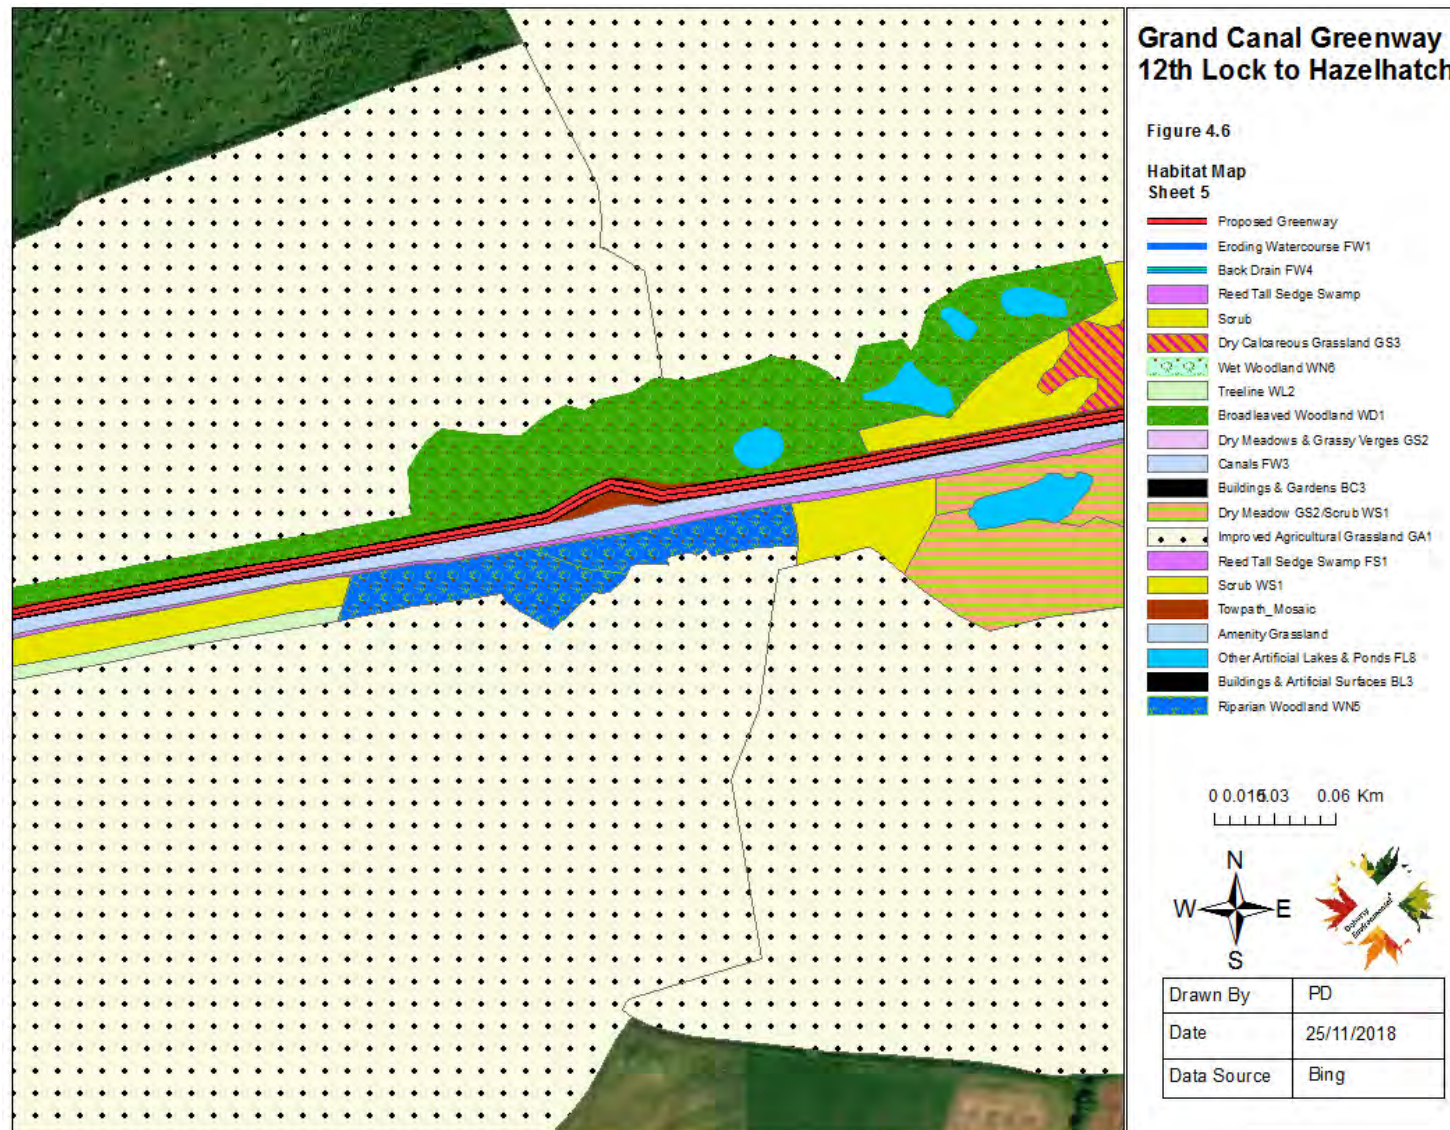 Grand Canal Greenway
12th Lock to Hazelhatch
Figure 4.6
Habitat Map
Sheet 5
Proposed Greenway
Eroding Watercourse FW1
Back Drain FW4
Reed Tall Sedge Swamp
Scrub
Dry Calcareous Grassland GS3
Wet Woodland WN6
Treeline WL2
Broadleaved Woodland WD1
Dry Meadows & Grassy Verges GS2
Canals FW3
Buildings & Gardens BC3
Dry Meadow GS2/Scrub WS1
Improved Agricultural Grassland GA1
Reed Tall Sedge Swamp FS1
Scrub WS1
Towpath_Mosaic
Amenity Grassland
Other Artificial Lakes & Ponds FL8
Buildings & Artificial Surfaces BL3
Riparian Woodland WN5
0 0.015 0.03 0.06 Km
N
W E
S
Doherty
Environmental
Drawn By PD
Date 25/11/2018
Data Source Bing